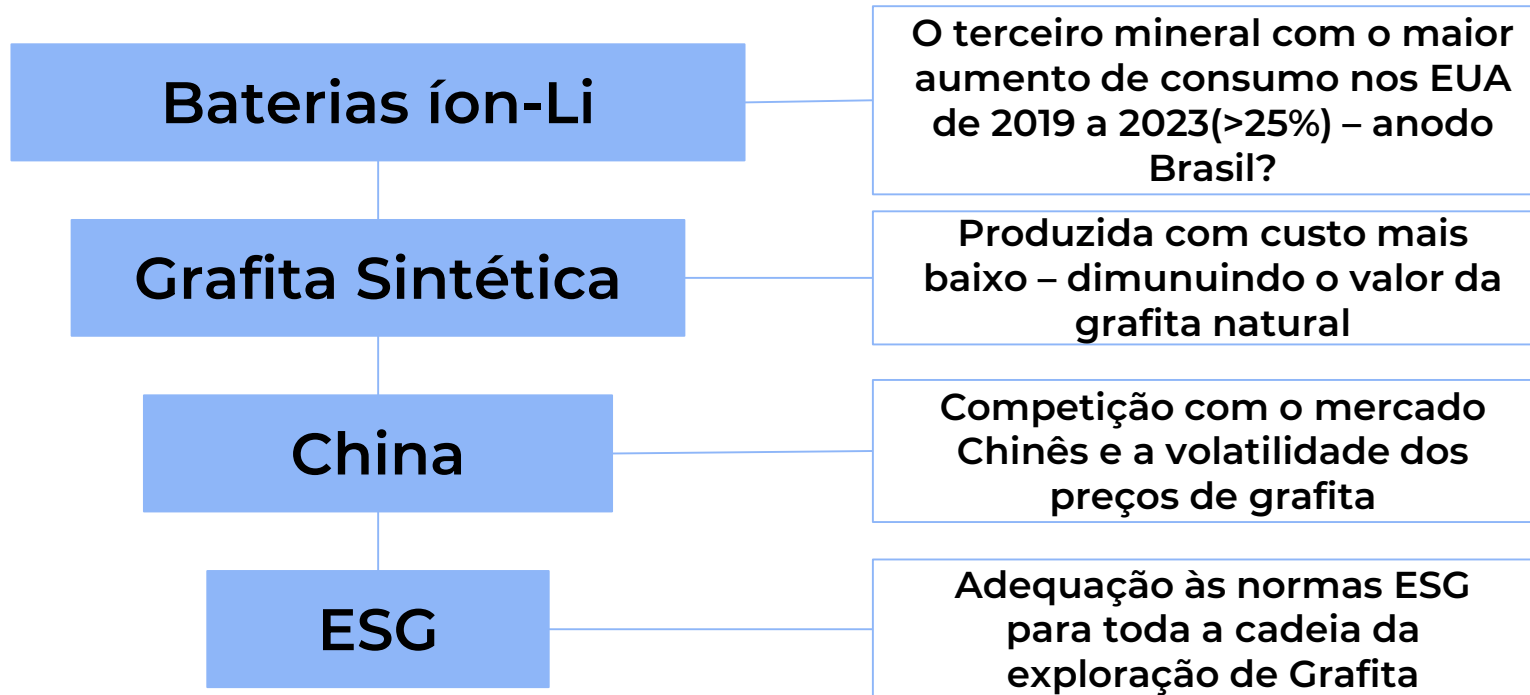 Baterias íon-Li
O terceiro mineral com o maior
aumento de consumo nos EUA
de 2019 a 2023(>25%) – anodo
Brasil?
Grafita Sintética
Produzida com custo mais
baixo – dimunuindo o valor da
grafita natural
China
Competição com o mercado
Chinês e a volatilidade dos
preços de grafita
ESG
Adequação às normas ESG
para toda a cadeia da
exploração de Grafita